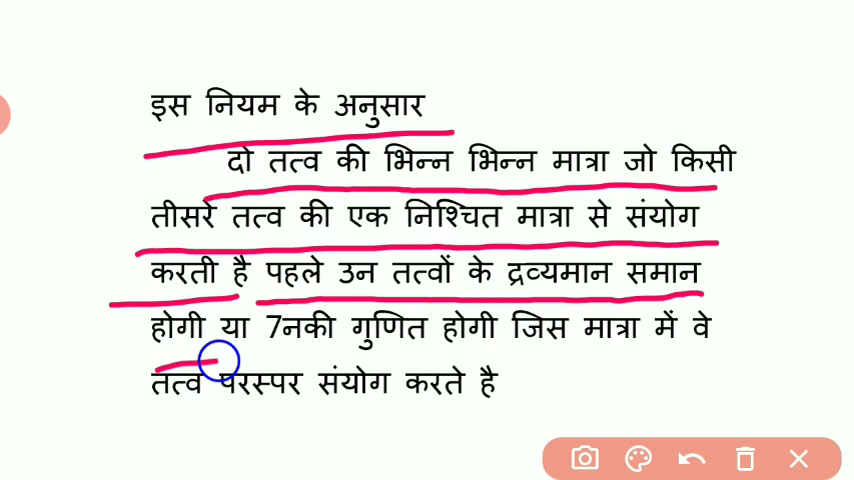 इस नियम के अनुसार
दो तत्व की भिन्न भिन्न मात्रा जो किसी
तीसरे तत्व की एक निश्चित मात्रा से संयोग
करती है पहले उन तत्वों के द्रव्यमान समान
होगी या 7नकी गुणित होगी जिस मात्रा में वे
तत्व परस्पर संयोग करते है